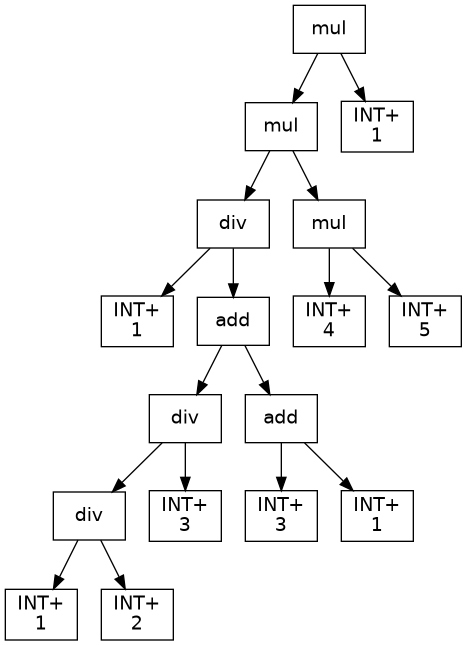 mul
mul
INT+
1
div
mul
INT+
1
add
INT+
4
INT+
5
div
add
div
INT+
3
INT+
3
INT+
1
INT+
1
INT+
2